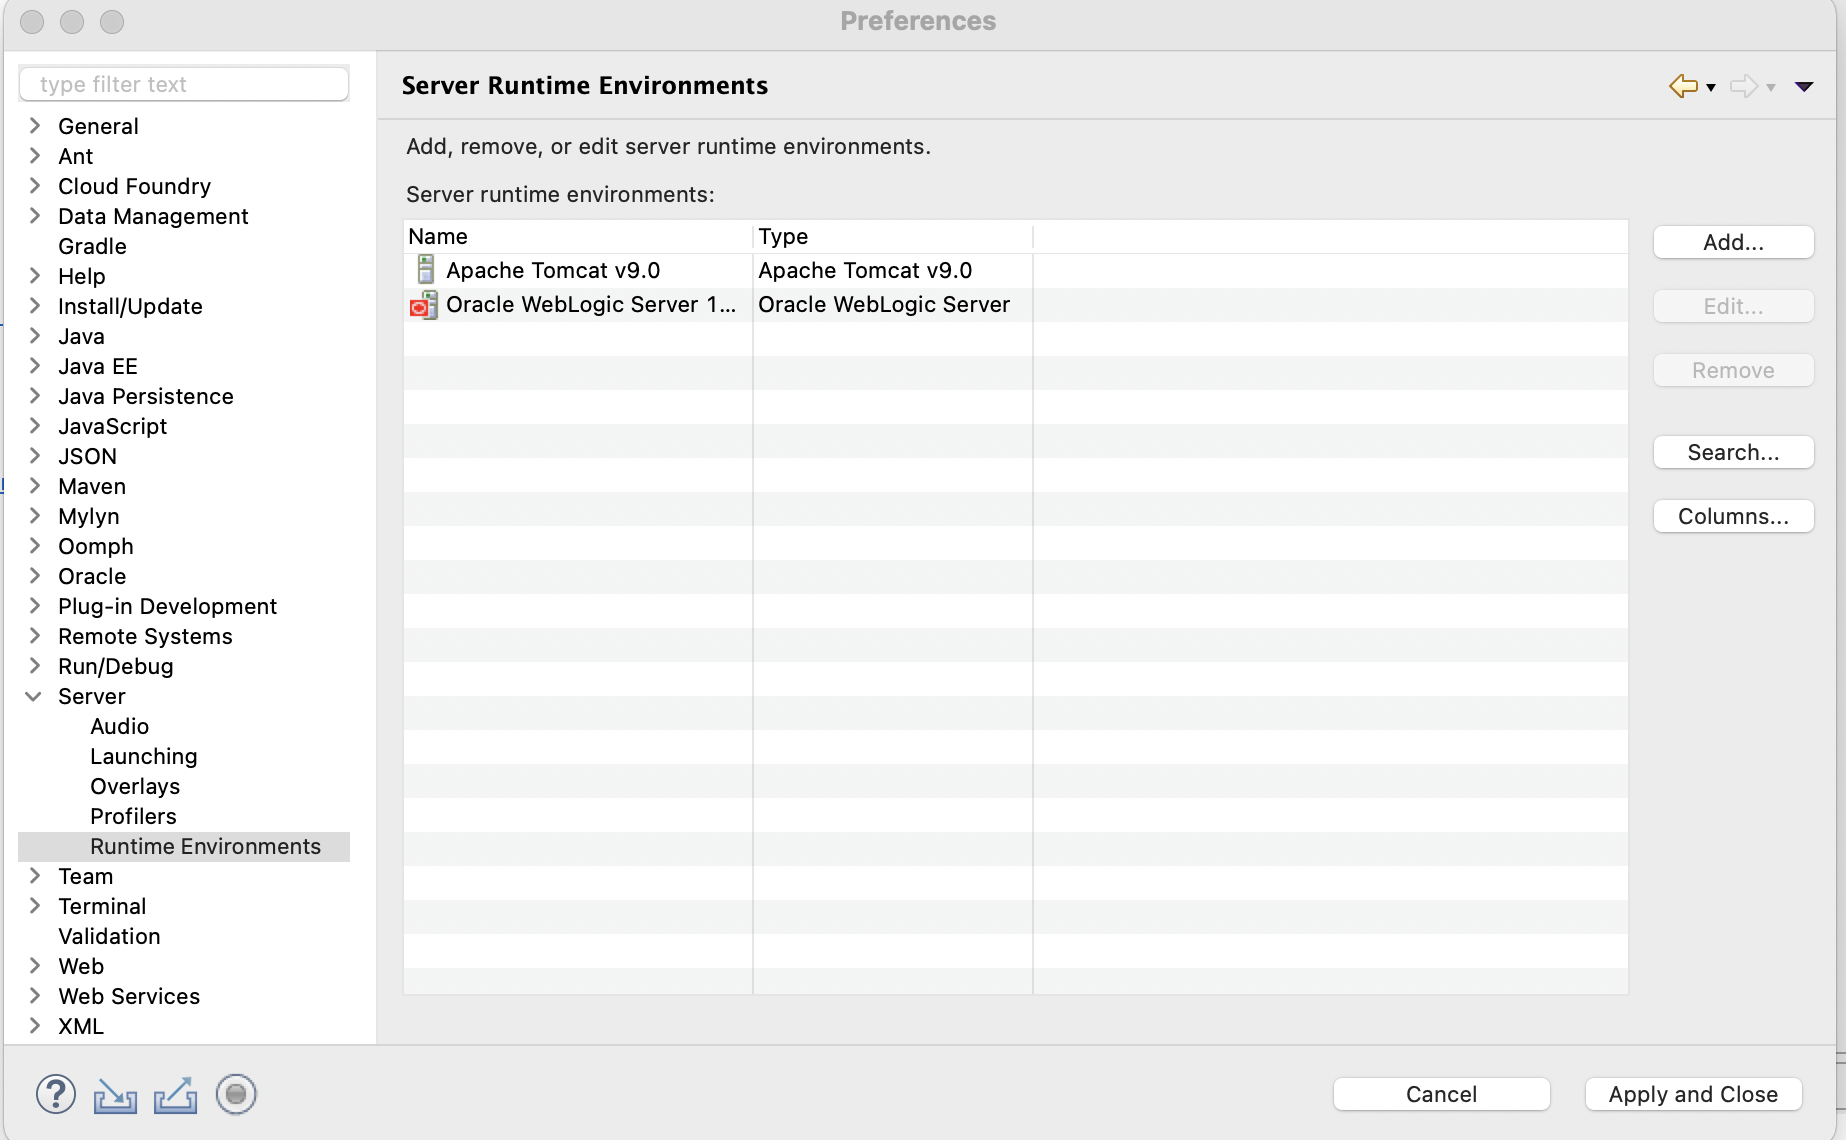 Preferences
type filter text
General
Ant
Cloud Foundry
Data Management
Gradle
Help
Install/Update
Java
Java EE
Java Persistence
JavaScript
JSON
Maven
Mylyn
Oomph
Oracle
Plug-in Development
Remote Systems
Run/Debug
Server
Audio
Launching
Overlays
Profilers
Runtime Environments
Team
Terminal
Validation
Web
Web Services
XML
Server Runtime Environments
Add, remove, or edit server runtime environments.
Server runtime environments:
Name Type
Apache Tomcat v9.0 Apache Tomcat v9.0
Oracle WebLogic Server 1... Oracle WebLogic Server
Add...
Edit...
Remove
Search...
Columns...
?
Cancel
Apply and Close